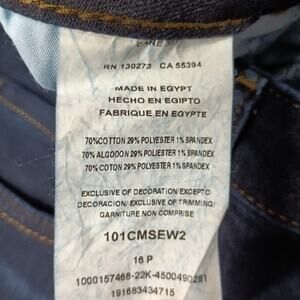 CARE
RN 130273 CA 55394
MADE IN EGYPT
HECHO EN EGIPTO
FABRIQUE EN EGYPTE
70%COTTON 29% POLYESTER 1% SPANDEX
70% ALGODON 29% POLYESTER 1% SPANDEX
70% COTON 29% POLYESTER 1% SPANDEX
EXCLUSIVE OF DECORATION/ EXCEPTO
DECORACION/ EXCLUSIVE OF TRIMMING/
GARNITURE NON COMPRISE
101CMSEW2
16 P
1000157468-22K-4500490281
191683434715